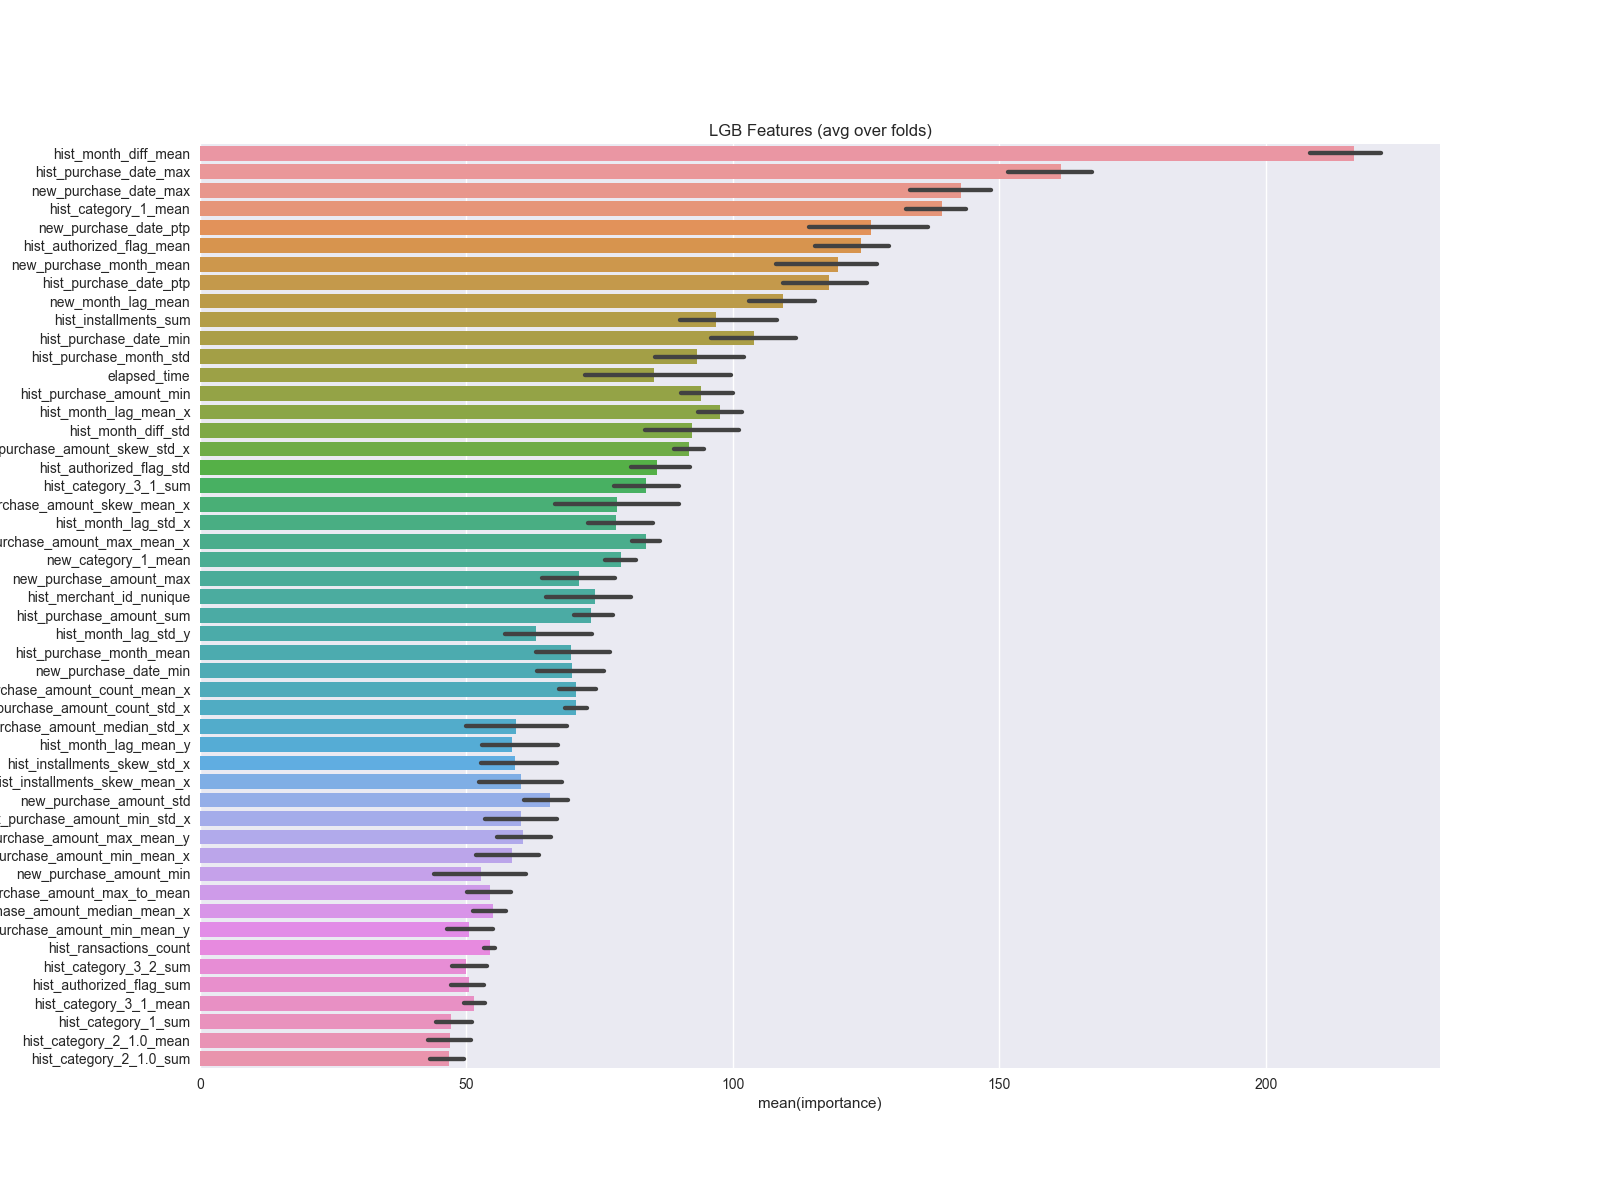 LGB Features (avg over folds)
hist_month_diff_mean
hist_purchase_date_max
new_purchase_date_max
hist_category_1_mean
new_purchase_date_ptp
hist_authorized_flag_mean
new_purchase_month_mean
hist_purchase_date_ptp
new_month_lag_mean
hist_installments_sum
hist_purchase_date_min
hist_purchase_month_std
elapsed_time
hist_purchase_amount_min
hist_month_lag_mean_x
hist_month_diff_std
purchase_amount_skew_std_x
hist_authorized_flag_std
hist_category_3_1_sum
rchase_amount_skew_mean_x
hist_month_lag_std_x
urchase_amount_max_mean_x
new_category_1_mean
new_purchase_amount_max
hist_merchant_id_nunique
hist_purchase_amount_sum
hist_month_lag_std_y
hist_purchase_month_mean
new_purchase_date_min
rchase_amount_count_mean_x
purchase_amount_count_std_x
rchase_amount_median_std_x
hist_month_lag_mean_y
hist_installments_skew_std_x
ist_installments_skew_mean_x
new_purchase_amount_std
_purchase_amount_min_std_x
urchase_amount_max_mean_y
purchase_amount_min_mean_x
new_purchase_amount_min
rchase_amount_max_to_mean
hase_amount_median_mean_x
urchase_amount_min_mean_y
hist_ransactions_count
hist_category_3_2_sum
hist_authorized_flag_sum
hist_category_3_1_mean
hist_category_1_sum
hist_category_2_1.0_mean
hist_category_2_1.0_sum
0 50 100 150 200
mean(importance)